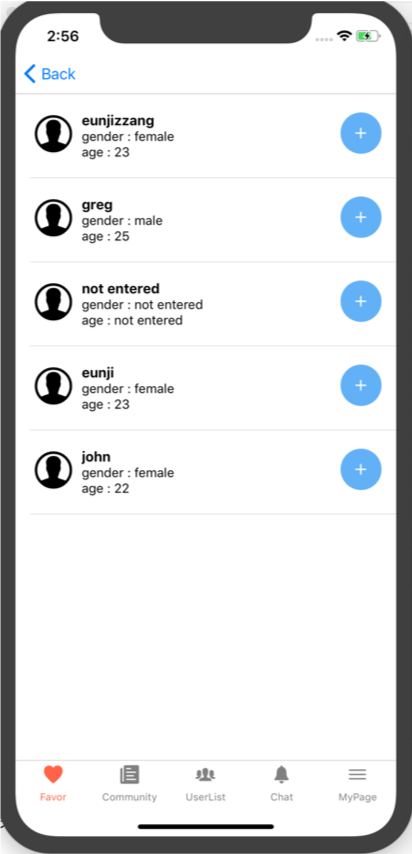 2:56
Back
eunjizzang
gender : female
age : 23
greg
gender : male
age : 25
not entered
gender : not entered
age : not entered
eunji
gender : female
age : 23
john
gender : female
age : 22
Favor Community UserList Chat MyPage